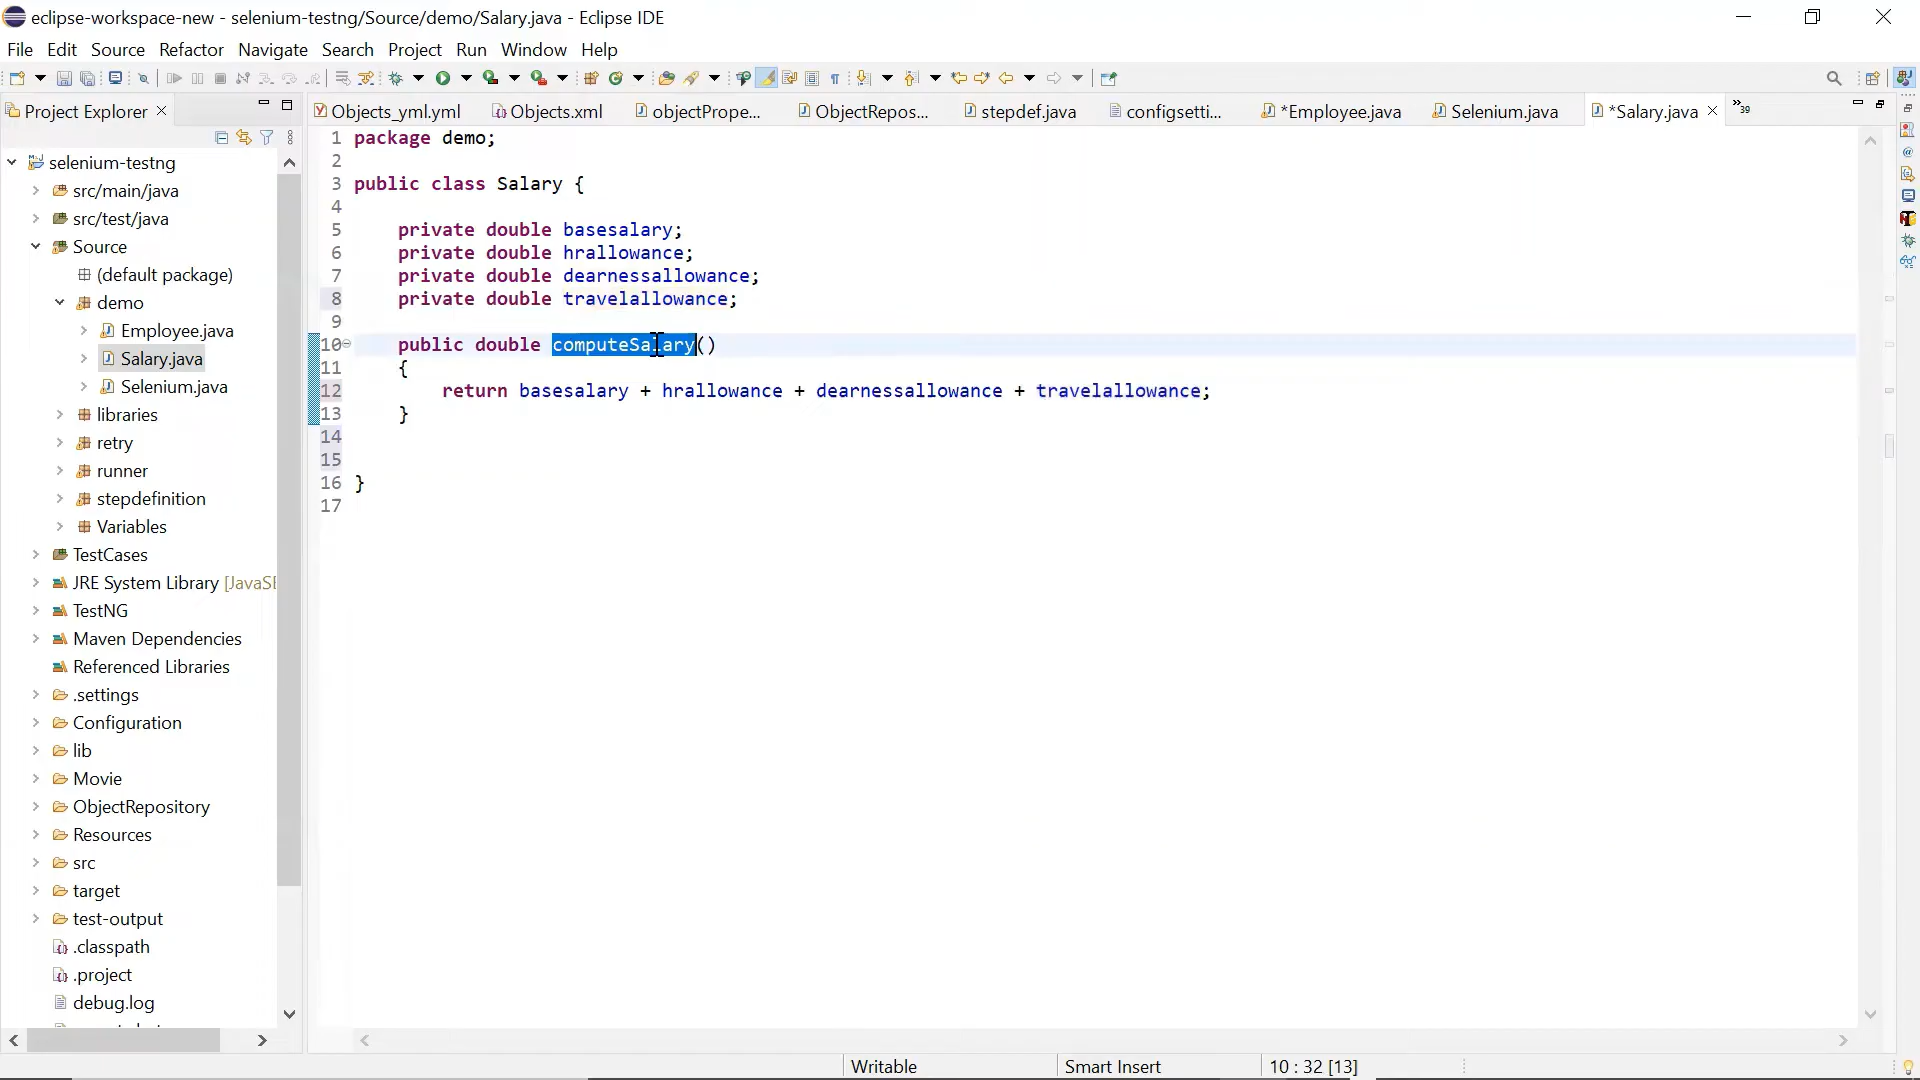 eclipse-workspace-new - selenium-testng/Source/demo/Salary.java - Eclipse IDE
File Edit Source Refactor Navigate Search Project Run Window Help
Project Explorer
Objects_yml.yml Objects.xml objectPrope... ObjectRepos... stepdef.java configsetti... *Employee.java Selenium.java *Salary.java »39
selenium-testng
src/main/java
src/test/java
Source
(default package)
demo
Employee.java
Salary.java
Selenium.java
libraries
retry
runner
stepdefinition
Variables
TestCases
JRE System Library [JavaSE
TestNG
Maven Dependencies
Referenced Libraries
.settings
Configuration
lib
Movie
ObjectRepository
Resources
src
target
test-output
.classpath
.project
debug.log
1 package demo;
2
3 public class Salary {
4
5 private double basesalary;
6 private double hrallowance;
7 private double dearnessallowance;
8 private double travelallowance;
9
10 public double computeSalary()
11 {
12 return basesalary + hrallowance + dearnessallowance + travelallowance;
13 }
14
15
16 }
17
Writable Smart Insert 10 : 32 [13]